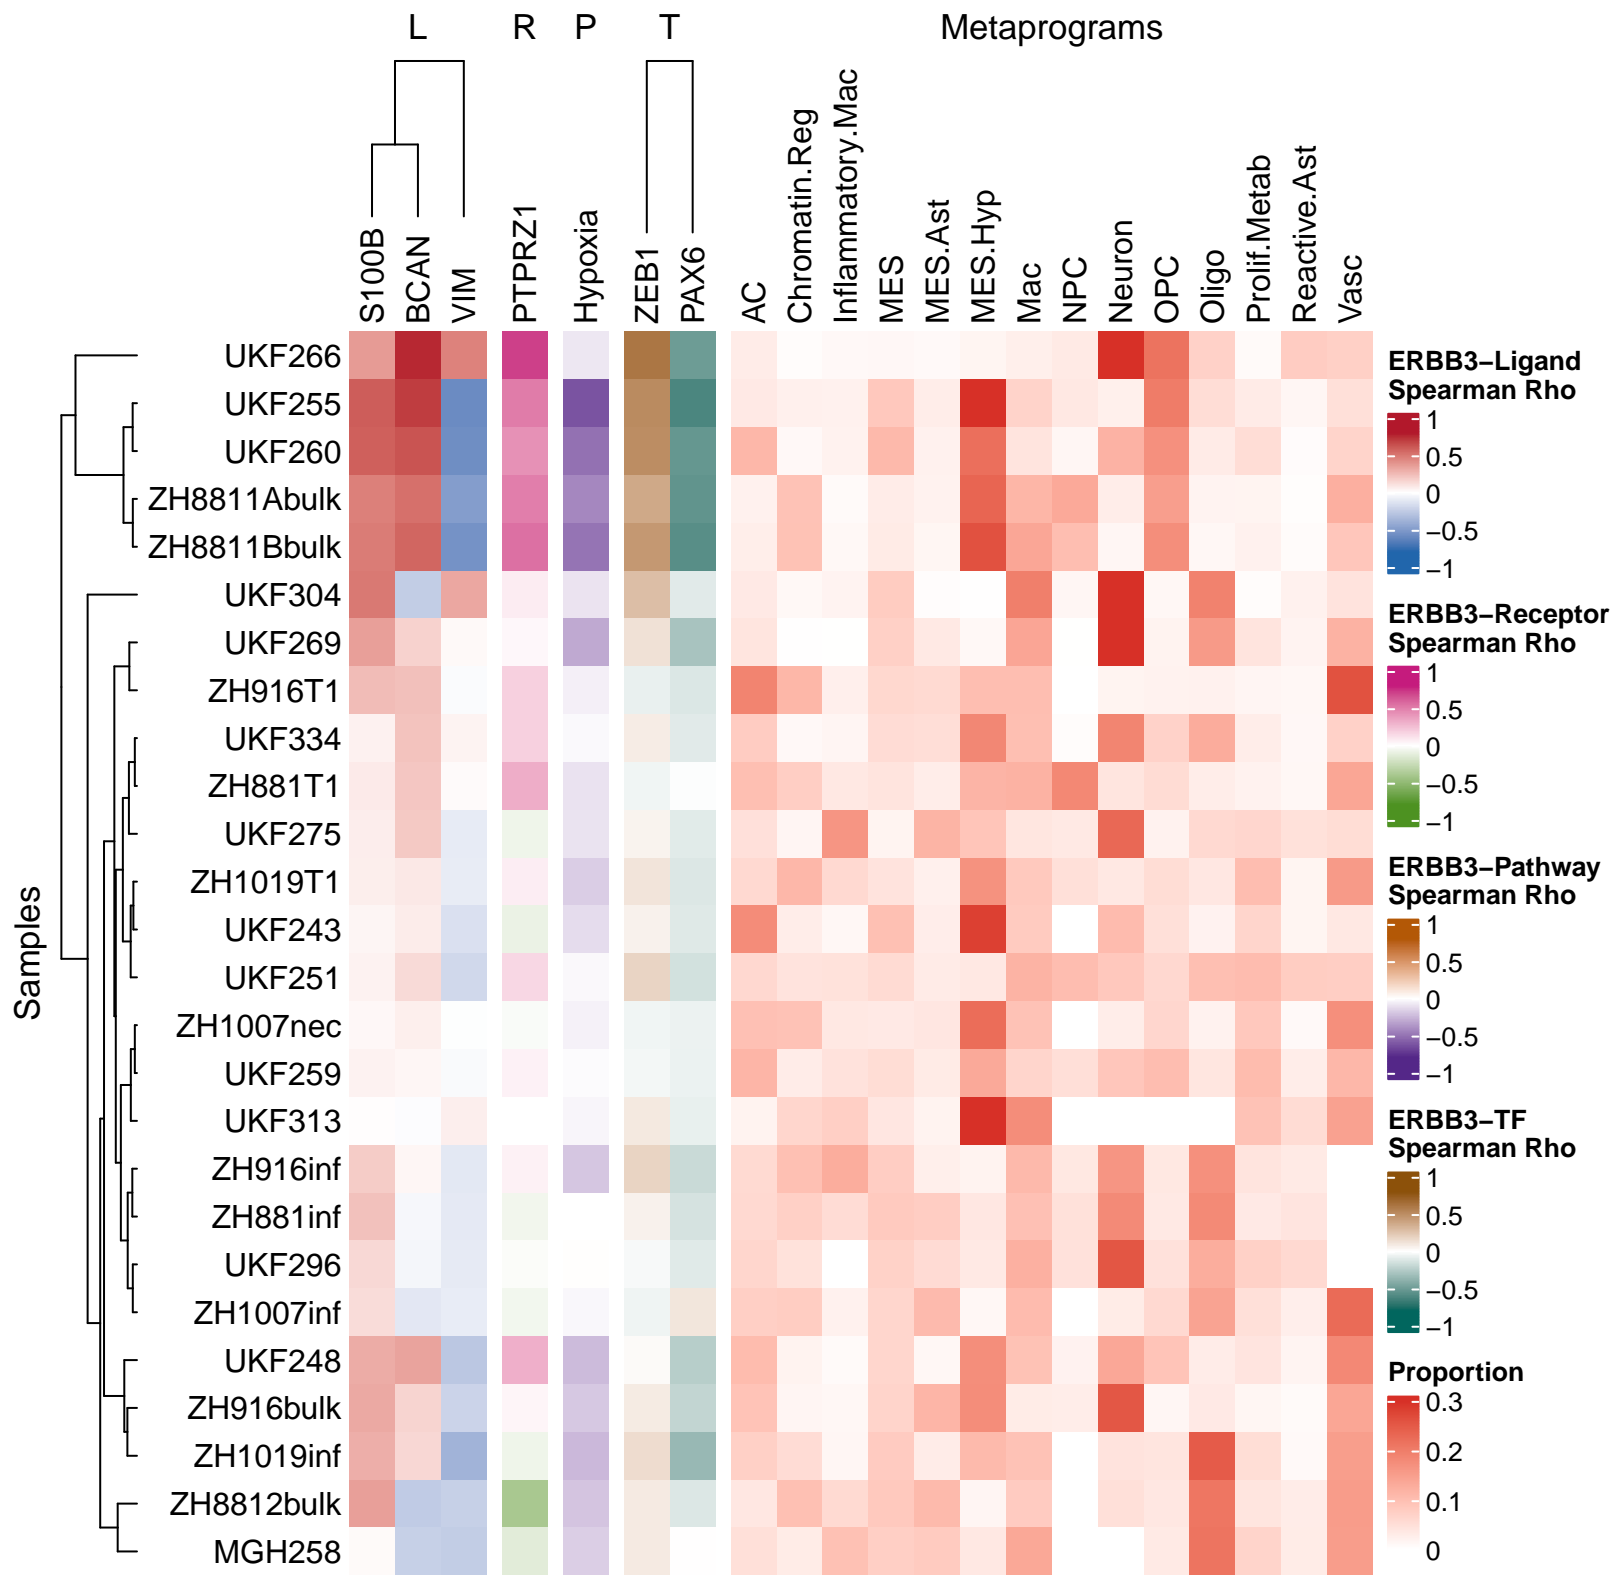 L R P T Metaprograms
S100B BCAN VIM PTPRZ1 Hypoxia ZEB1 PAX6 AC Chromatin.Reg Inflammatory.Mac MES MES.Ast MES.Hyp Mac NPC Neuron OPC Oligo Prolif.Metab Reactive.Ast Vasc
Samples
UKF266
UKF255
UKF260
ZH8811Abulk
ZH8811Bbulk
UKF304
UKF269
ZH916T1
UKF334
ZH881T1
UKF275
ZH1019T1
UKF243
UKF251
ZH1007nec
UKF259
UKF313
ZH916inf
ZH881inf
UKF296
ZH1007inf
UKF248
ZH916bulk
ZH1019inf
ZH8812bulk
MGH258
ERBB3−Ligand
Spearman Rho
1
0.5
0
−0.5
−1
ERBB3−Receptor
Spearman Rho
1
0.5
0
−0.5
−1
ERBB3−Pathway
Spearman Rho
1
0.5
0
−0.5
−1
ERBB3−TF
Spearman Rho
1
0.5
0
−0.5
−1
Proportion
0.3
0.2
0.1
0